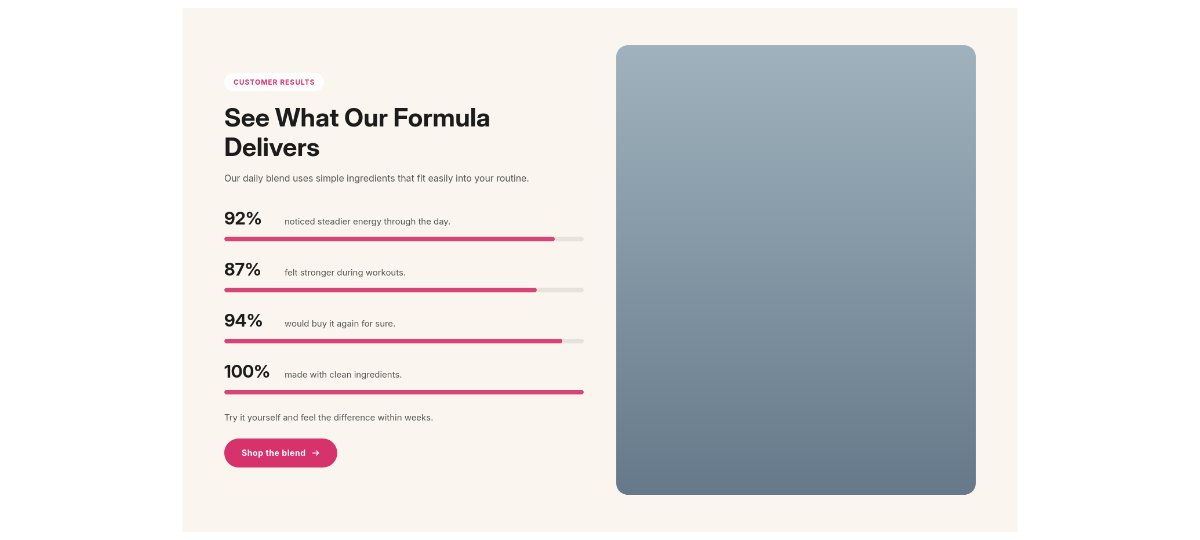 CUSTOMER RESULTS
See What Our Formula
Delivers
Our daily blend uses simple ingredients that fit easily into your routine.
92% noticed steadier energy through the day.
87% felt stronger during workouts.
94% would buy it again for sure.
100% made with clean ingredients.
Try it yourself and feel the difference within weeks.
Shop the blend →